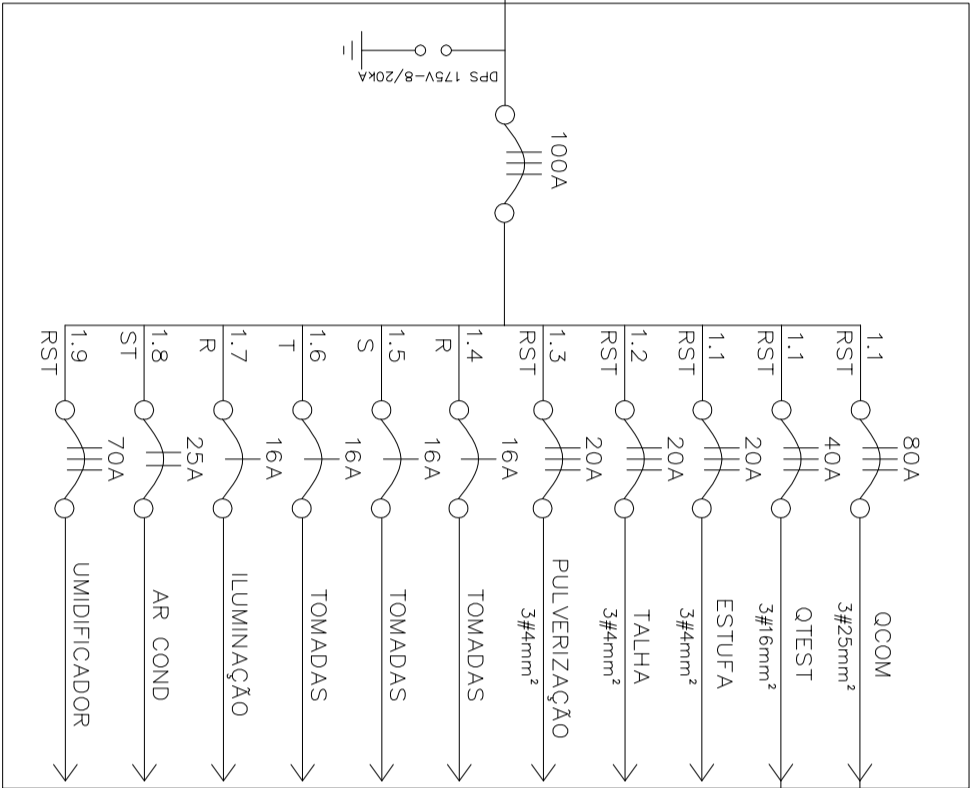 DPS 175V-8/20kA
100A
80A
1.1
RST
QCOM
3#25mm²
40A
1.1
RST
QTEST
3#16mm²
20A
1.1
RST
ESTUFA
3#4mm²
20A
1.2
RST
TALHA
3#4mm²
20A
1.3
RST
PULVERIZAÇÃO
3#4mm²
16A
1.4
R
TOMADAS
16A
1.5
S
TOMADAS
16A
1.6
T
TOMADAS
16A
1.7
R
ILUMINAÇÃO
25A
1.8
ST
AR COND
70A
1.9
RST
UMIDIFICADOR